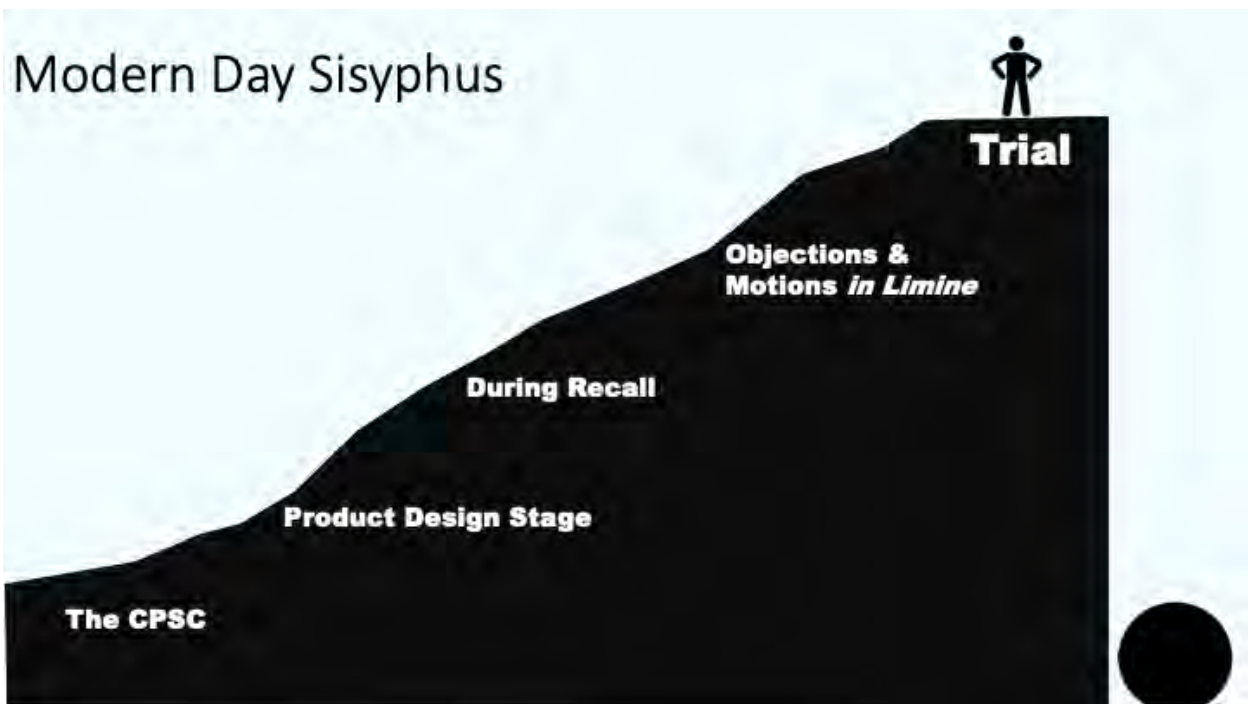 Modern Day Sisyphus
Trial
Objections &
Motions in Limine
During Recall
Product Design Stage
The CPSC